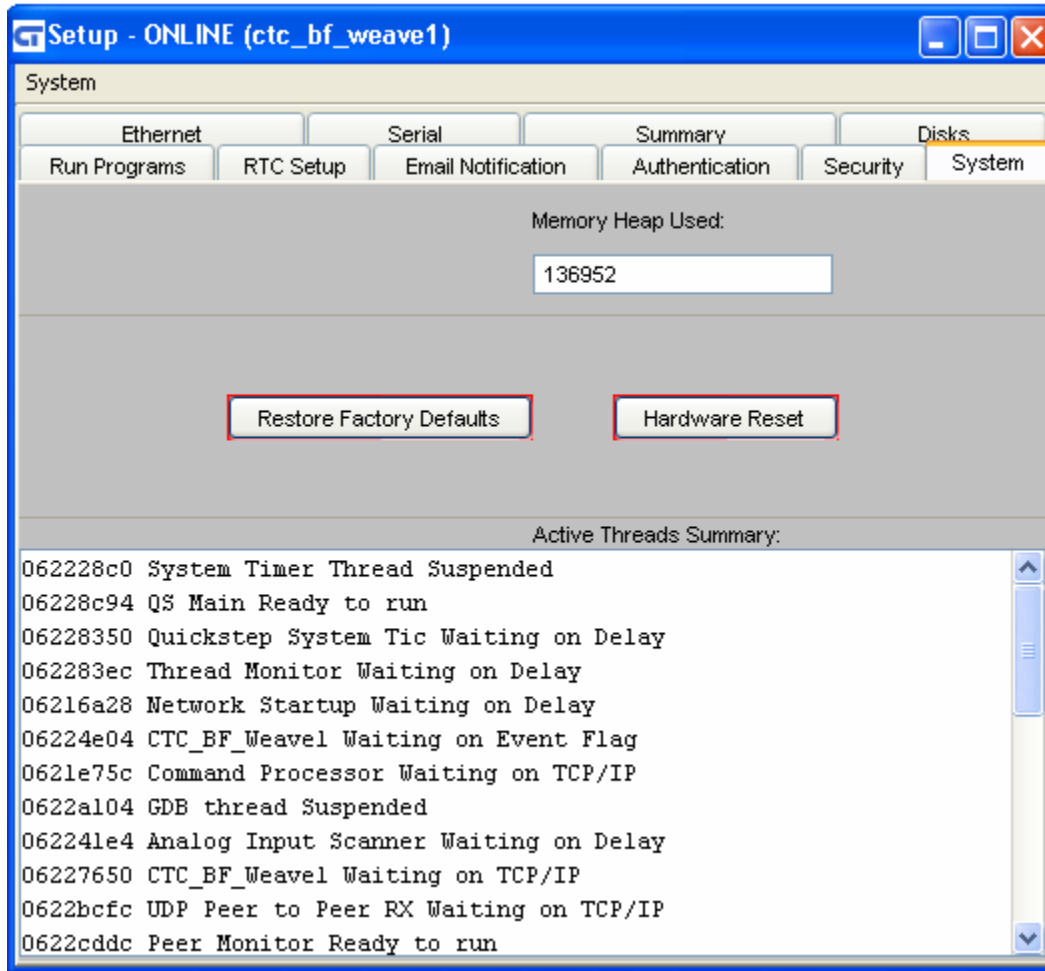 Setup - ONLINE (ctc_bf_weave1)
System
Ethernet Serial Summary Disks
Run Programs RTC Setup Email Notification Authentication Security System
Memory Heap Used:
136952
Restore Factory Defaults Hardware Reset
Active Threads Summary:
062228c0 System Timer Thread Suspended
06228c94 QS Main Ready to run
06228350 Quickstep System Tic Waiting on Delay
062283ec Thread Monitor Waiting on Delay
06216a28 Network Startup Waiting on Delay
06224e04 CTC_BF_Weave1 Waiting on Event Flag
0621e75c Command Processor Waiting on TCP/IP
0622a104 GDB thread Suspended
062241e4 Analog Input Scanner Waiting on Delay
06227650 CTC_BF_Weave1 Waiting on TCP/IP
0622bcfc UDP Peer to Peer RX Waiting on TCP/IP
0622cddc Peer Monitor Ready to run